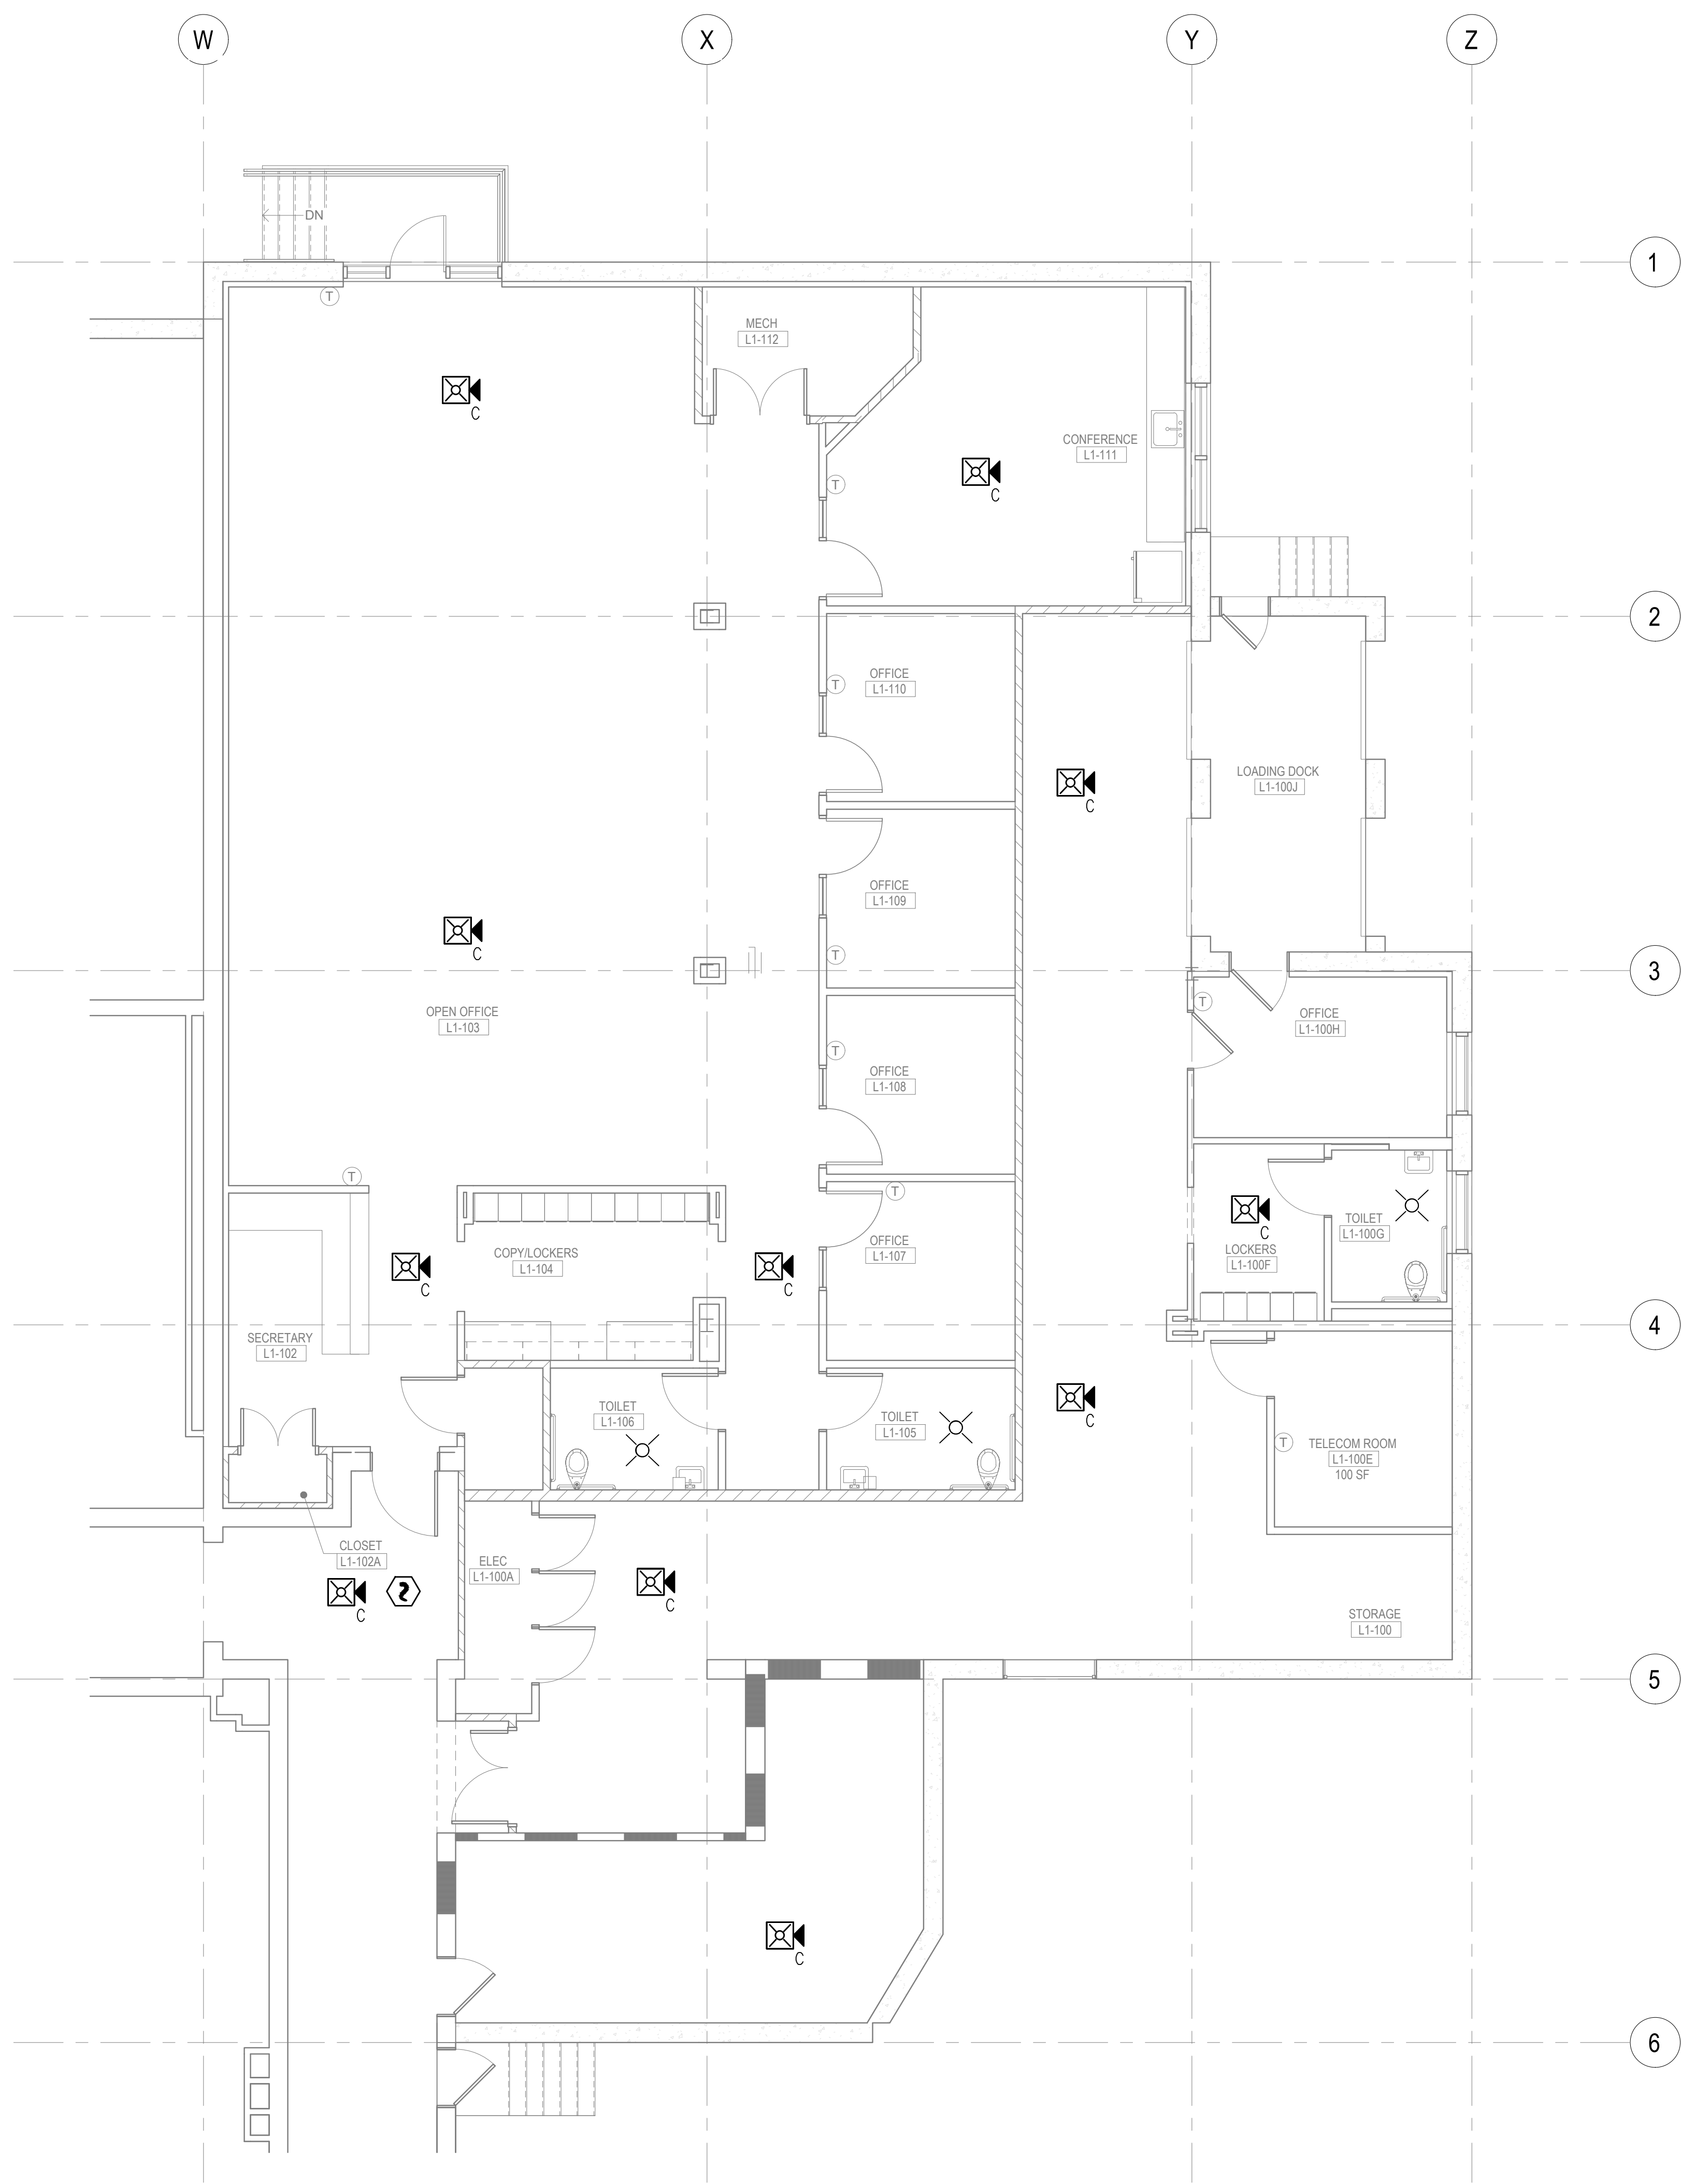 W
X
Y
Z
DN
1
T
MECH
L1-112
C
CONFERENCE
L1-111
C
T
2
OFFICE
L1-110
T
LOADING DOCK
L1-100J
C
OFFICE
L1-109
C
T
3
OPEN OFFICE
L1-103
T
OFFICE
L1-100H
T
OFFICE
L1-108
T
T
OFFICE
L1-107
TOILET
L1-100G
C
LOCKERS
L1-100F
COPY/LOCKERS
L1-104
C
C
4
SECRETARY
L1-102
TOILET
L1-106
TOILET
L1-105
C
T
TELECOM ROOM
L1-100E
100 SF
CLOSET
L1-102A
ELEC
L1-100A
C
C
STORAGE
L1-100
5
C
6